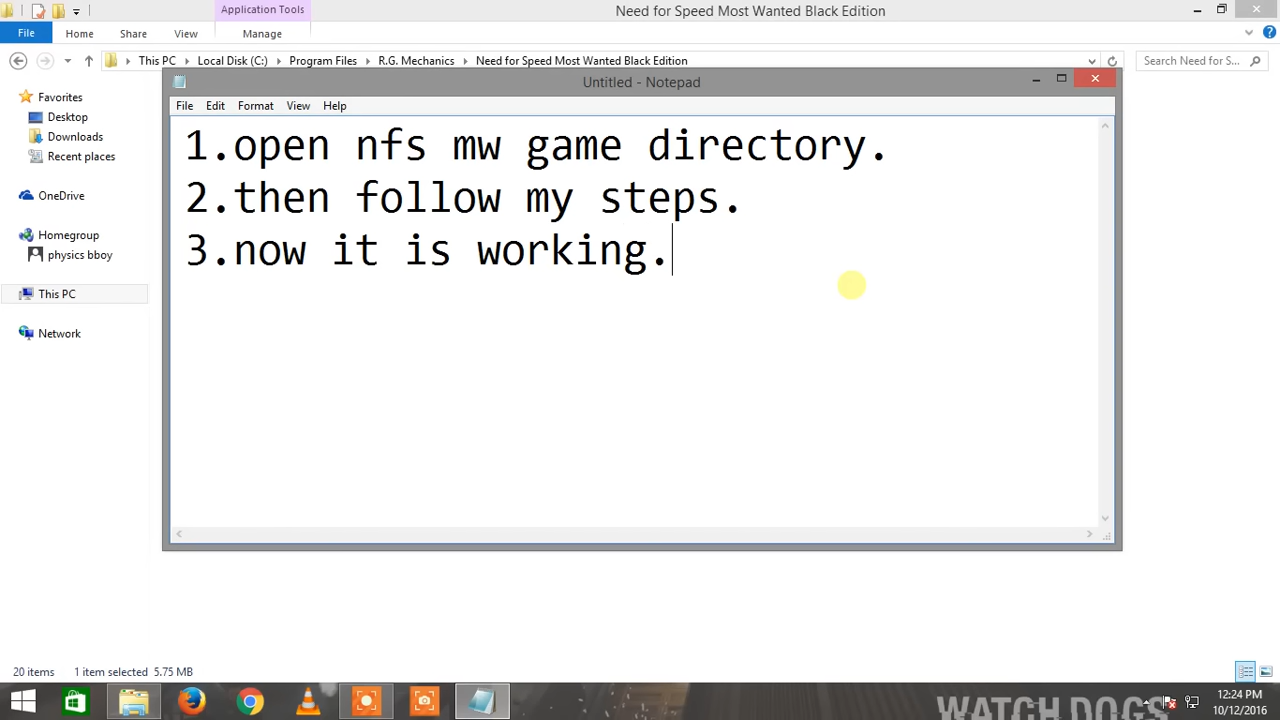 Application Tools
Need for Speed Most Wanted Black Edition
File Home Share View Manage
This PC Local Disk (C:) Program Files R.G. Mechanics Need for Speed Most Wanted Black Edition
Search Need for S...
Untitled - Notepad
File Edit Format View Help
1.open nfs mw game directory.
2.then follow my steps.
3.now it is working.
Favorites
Desktop
Downloads
Recent places
OneDrive
Homegroup
physics bboy
This PC
Network
20 items 1 item selected 5.75 MB
WATCH DOGS
12:24 PM
10/12/2016